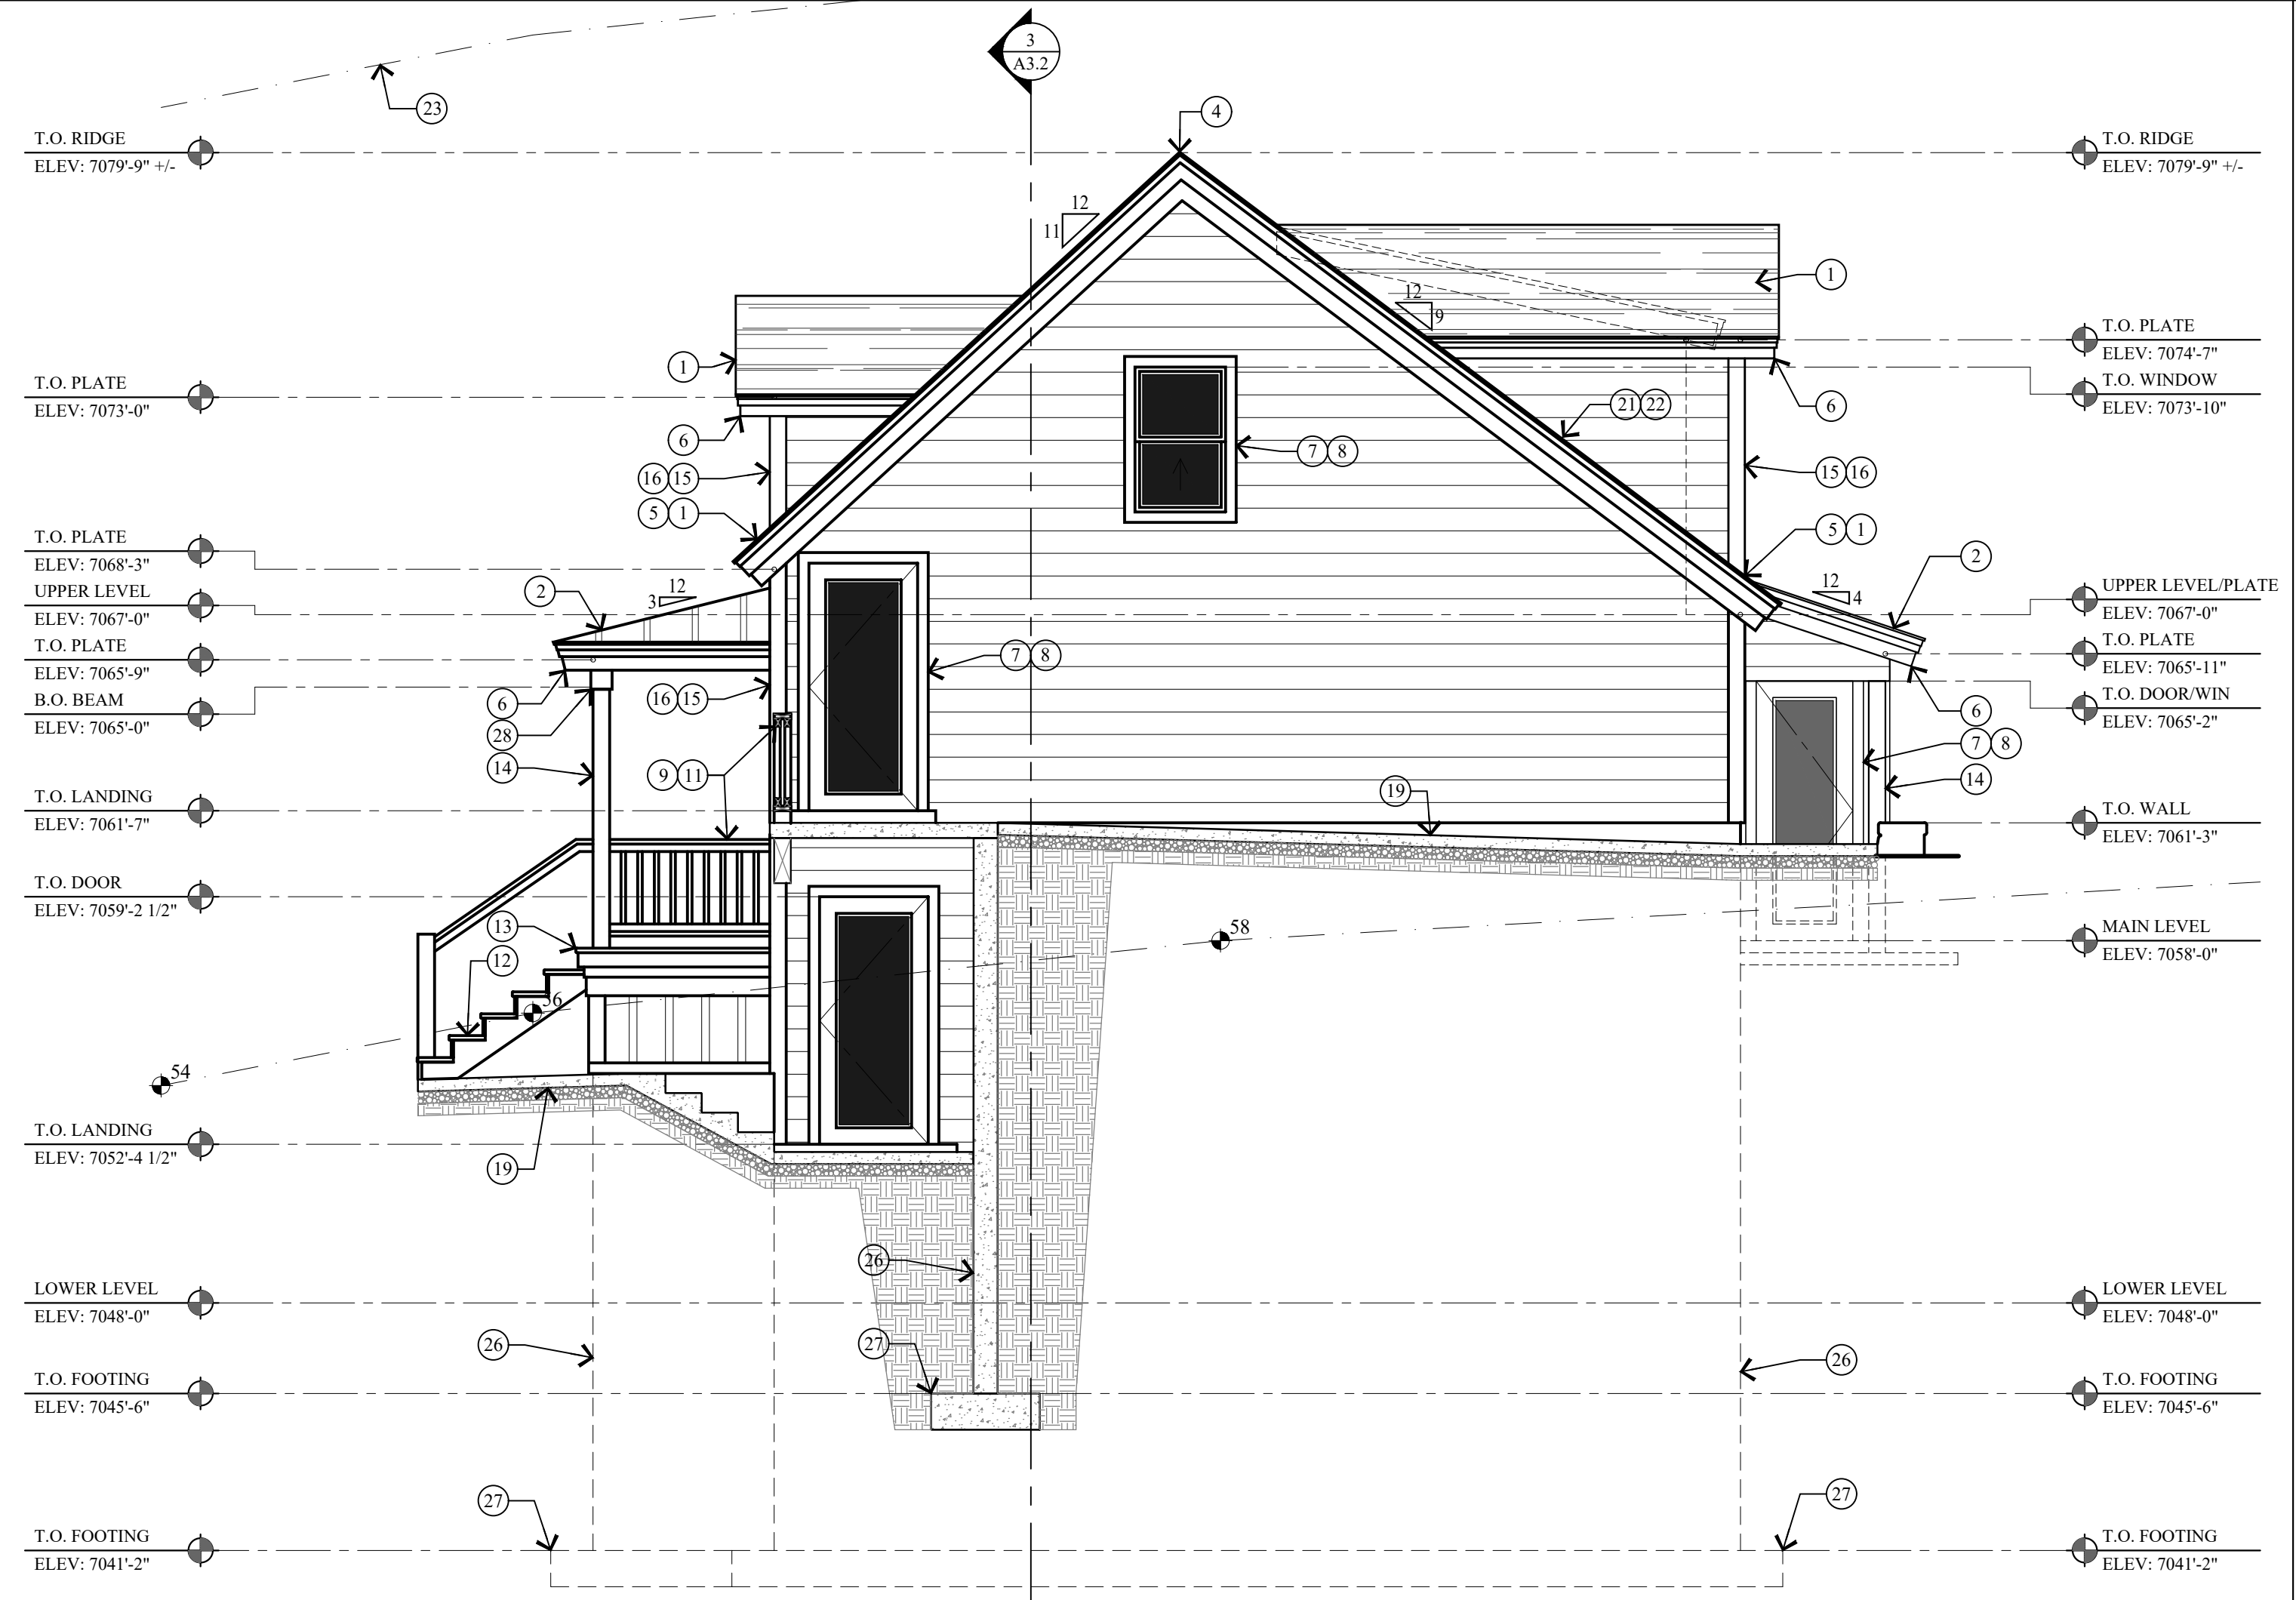 3
A3.2
23
4
T.O. RIDGE
ELEV: 7079'-9" +/-
T.O. RIDGE
ELEV: 7079'-9" +/-
12
11
1
12
9
T.O. PLATE
ELEV: 7074'-7"
1
T.O. PLATE
ELEV: 7073'-0"
T.O. WINDOW
ELEV: 7073'-10"
6
21 22
6
7 8
16 15
15 16
5 1
5 1
T.O. PLATE
ELEV: 7068'-3"
2
12
3
2
12
4
UPPER LEVEL
ELEV: 7067'-0"
UPPER LEVEL/PLATE
ELEV: 7067'-0"
T.O. PLATE
ELEV: 7065'-9"
7 8
T.O. PLATE
ELEV: 7065'-11"
B.O. BEAM
ELEV: 7065'-0"
6
16 15
6
T.O. DOOR/WIN
ELEV: 7065'-2"
28
7 8
14
9 11
14
T.O. LANDING
ELEV: 7061'-7"
19
T.O. WALL
ELEV: 7061'-3"
T.O. DOOR
ELEV: 7059'-2 1/2"
13
58
MAIN LEVEL
ELEV: 7058'-0"
12
56
54
T.O. LANDING
ELEV: 7052'-4 1/2"
19
26
LOWER LEVEL
ELEV: 7048'-0"
LOWER LEVEL
ELEV: 7048'-0"
26
27
26
T.O. FOOTING
ELEV: 7045'-6"
T.O. FOOTING
ELEV: 7045'-6"
27
27
T.O. FOOTING
ELEV: 7041'-2"
T.O. FOOTING
ELEV: 7041'-2"